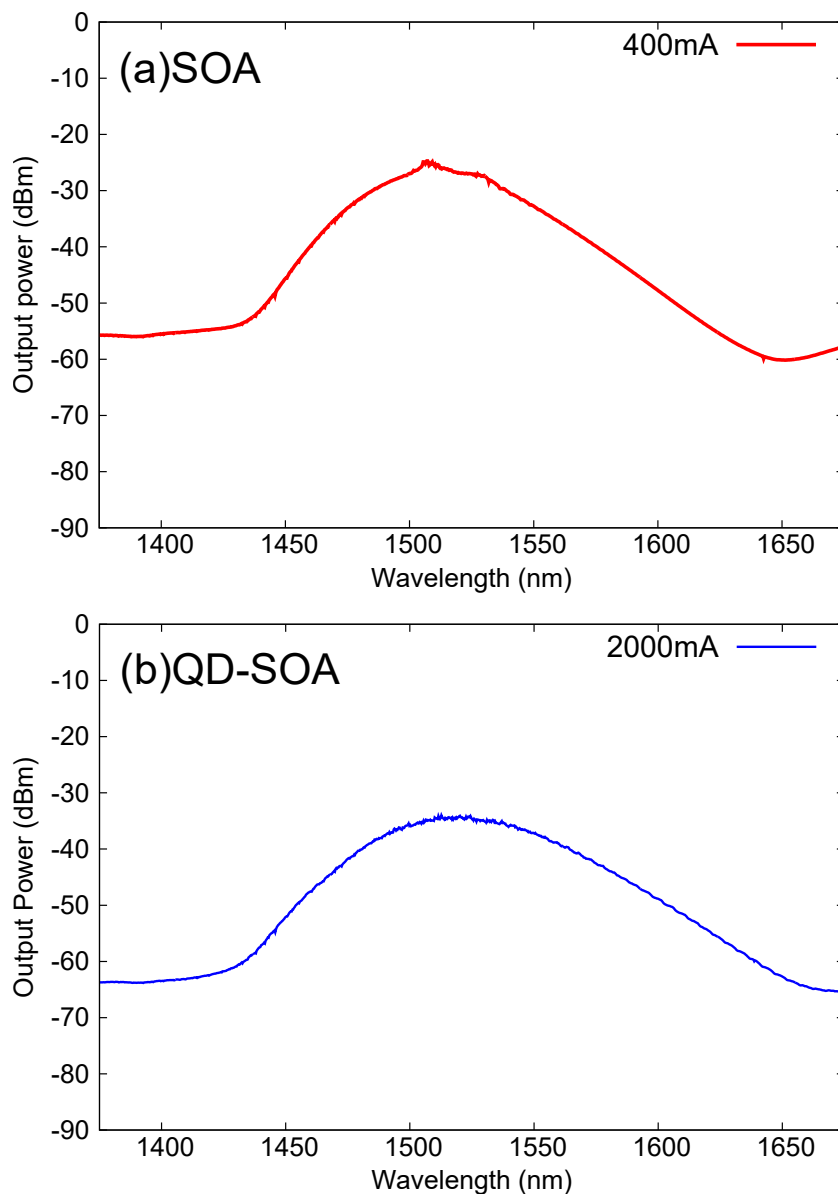 0
-10
-20
-30
-40
-50
-60
-70
-80
-90
Output power (dBm)
(a)SOA
400mA
1400 1450 1500 1550 1600 1650
Wavelength (nm)
0
-10
-20
-30
-40
-50
-60
-70
-80
-90
Output Power (dBm)
(b)QD-SOA
2000mA
1400 1450 1500 1550 1600 1650
Wavelength (nm)